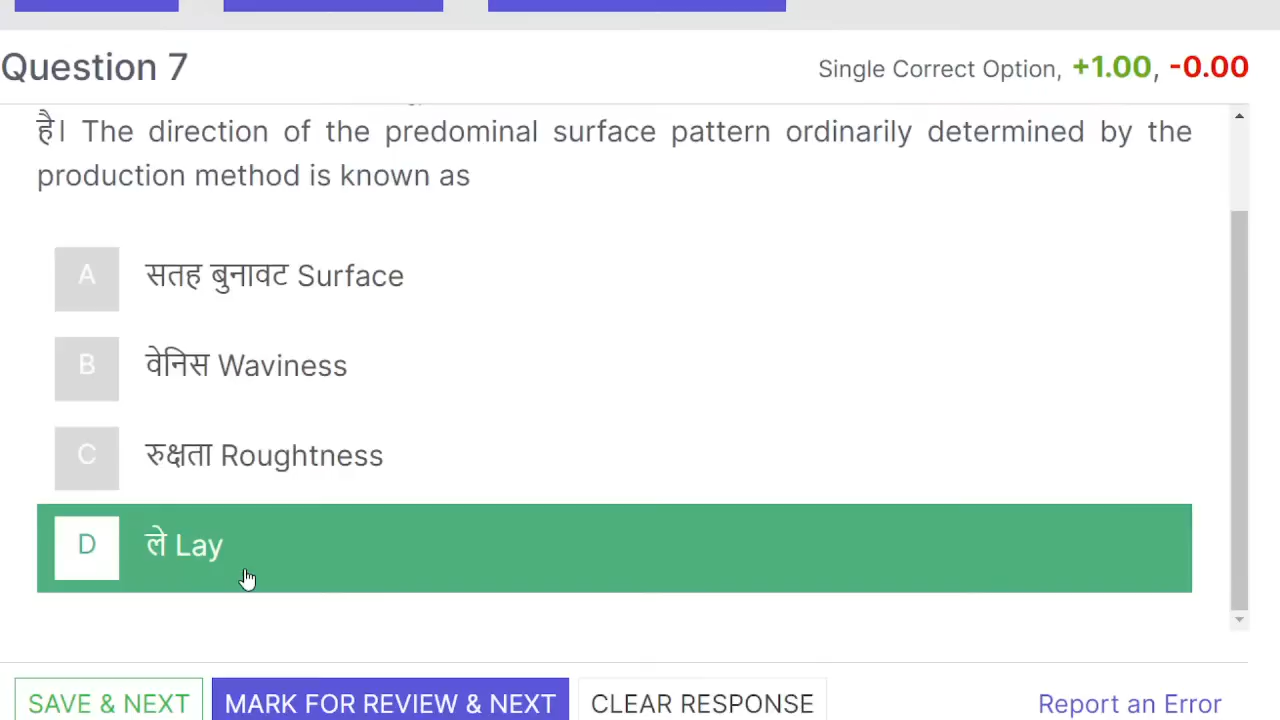 Question 7
Single Correct Option, +1.00, -0.00
है। The direction of the predominal surface pattern ordinarily determined by the
production method is known as
A सतह बुनावट Surface
B वेनिस Waviness
C रुक्षता Roughtness
D ले Lay
SAVE & NEXT
MARK FOR REVIEW & NEXT
CLEAR RESPONSE
Report an Error